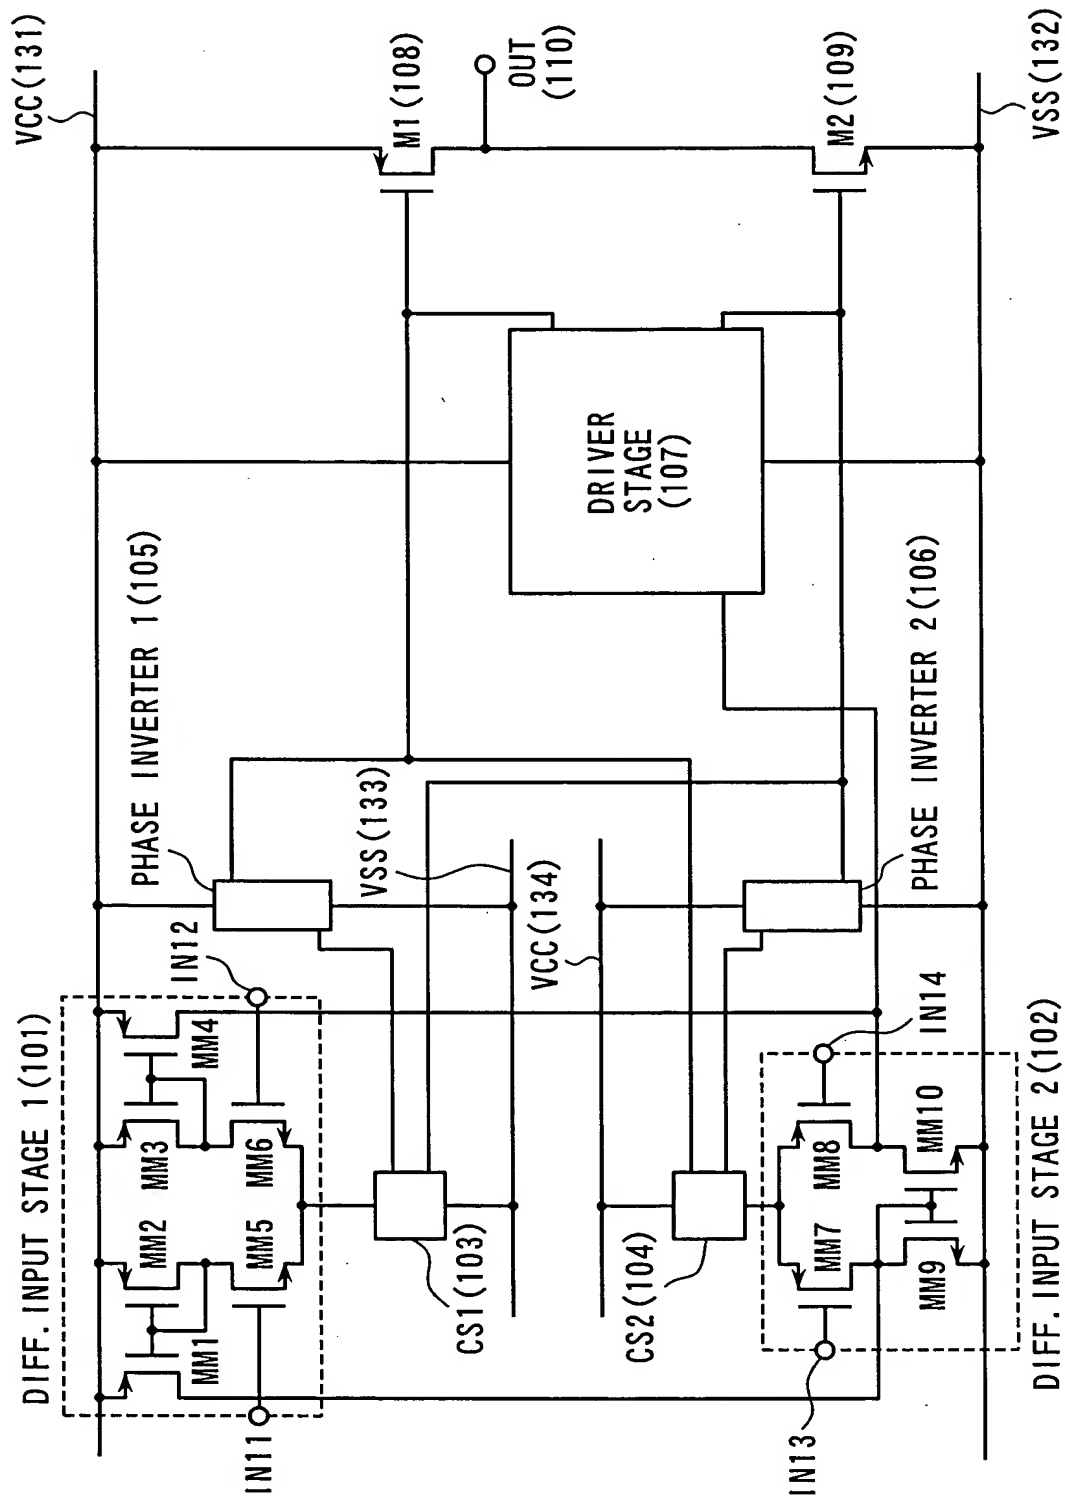 DIFF. INPUT STAGE 1(101)
IN11
MM1
MM2
MM3
MM4
MM5
MM6
IN12
PHASE INVERTER 1(105)
VCC(131)
M1(108)
OUT
(110)
CS1(103)
VSS(133)
DRIVER
STAGE
(107)
CS2(104)
VCC(134)
M2(109)
IN13
MM7
MM8
IN14
MM9
MM10
PHASE INVERTER 2(106)
DIFF. INPUT STAGE 2(102)
VSS(132)